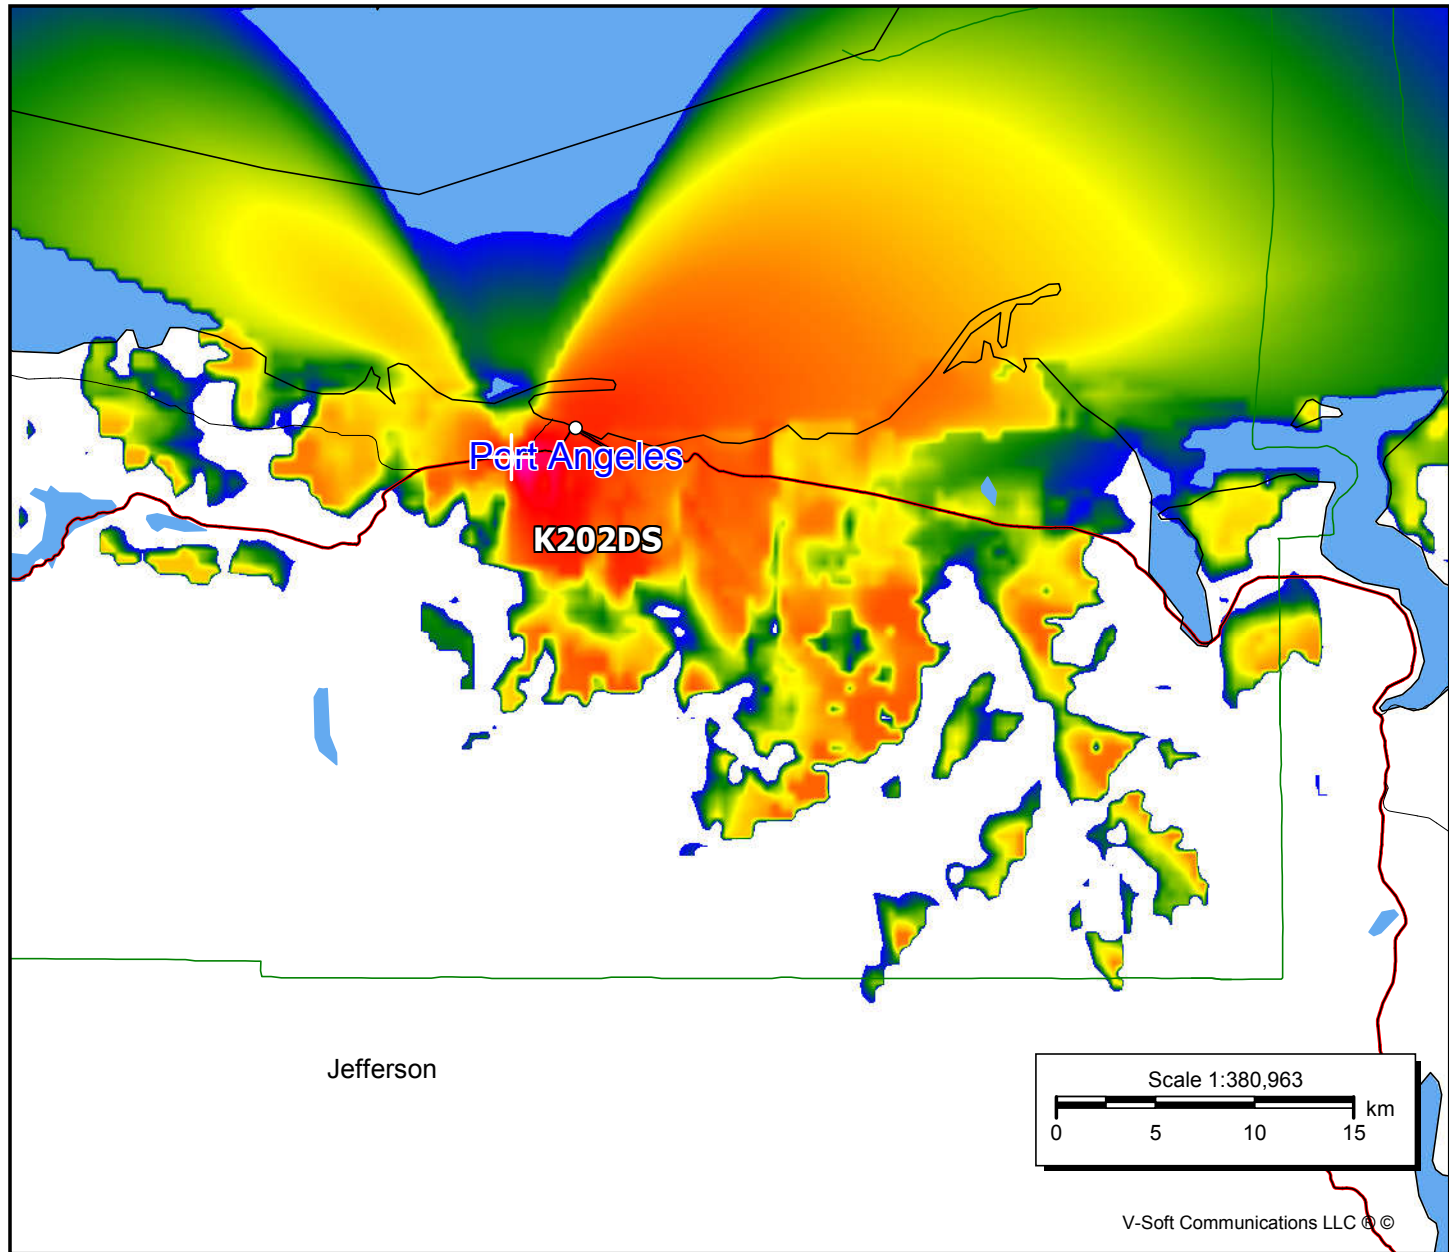 Port Angeles
K202DS
Jefferson
Scale 1:380,963
km
0 5 10 15
V-Soft Communications LLC ® ©